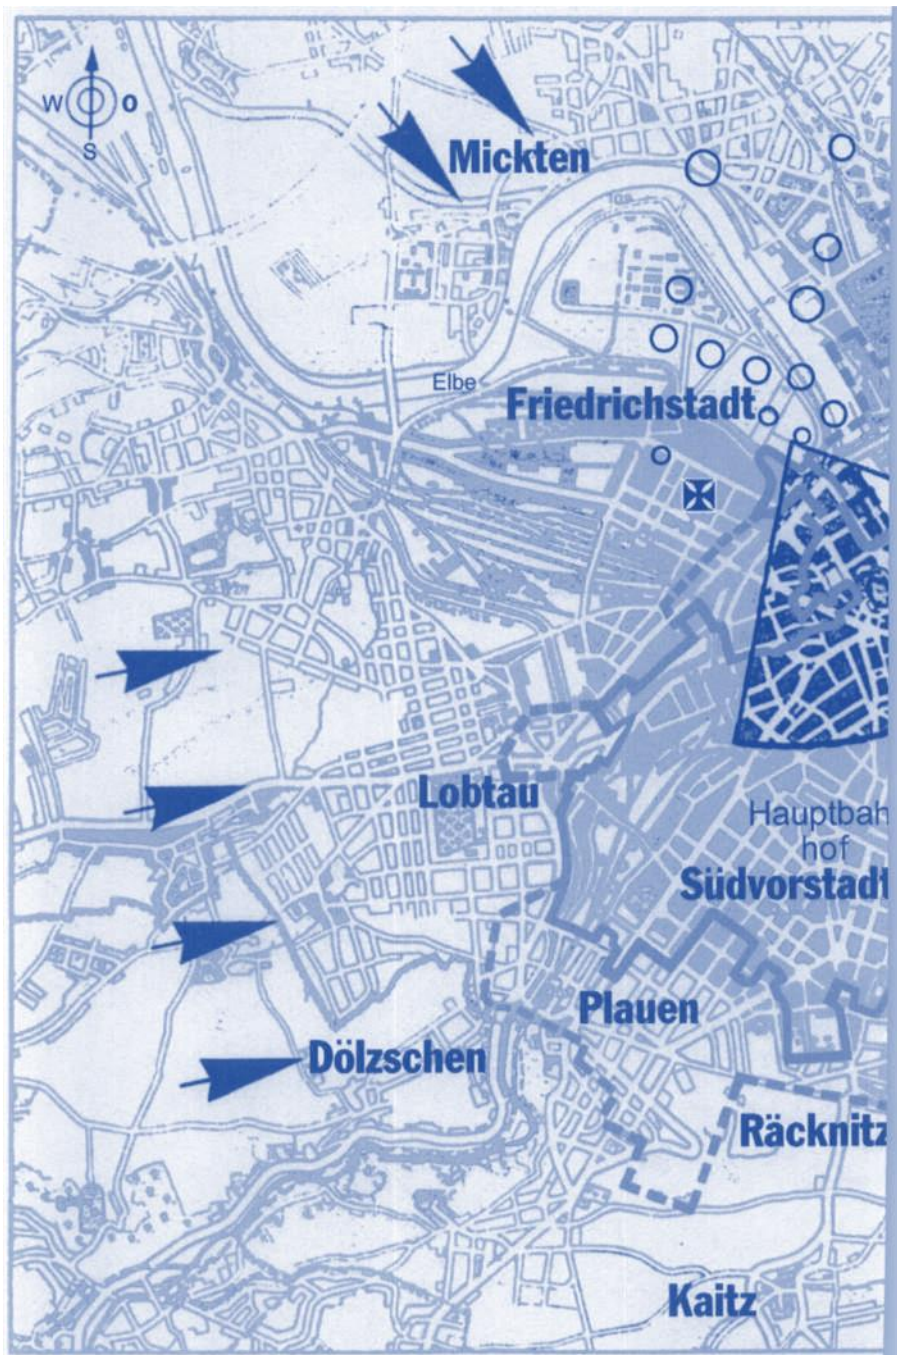 W O
S
Mickten
Elbe
Friedrichstadt
Lobtau
Hauptbah
hof
Südvorstadt
Plauen
Dölzschen
Räcknitz
Kaitz